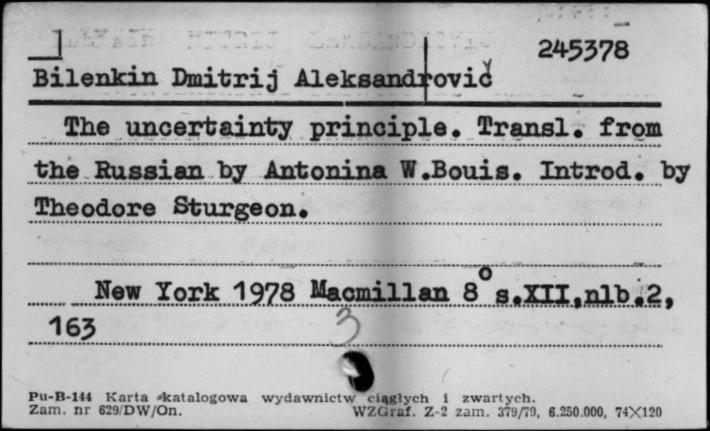 245378
Bilenkin Dmitrij Aleksandrovič
The uncertainty principle. Transl. from
the Russian by Antonina W.Bouis. Introd. by
Theodore Sturgeon.
New York 1978 Macmillan 8° s.XII,nlb.2,
163
3
Pu-B-144 Karta katalogowa wydawnictw ciągłych i zwartych.
Zam. nr 629/DW/On. WZGraf. Z-2 zam. 379/79, 6.250.000, 74×120